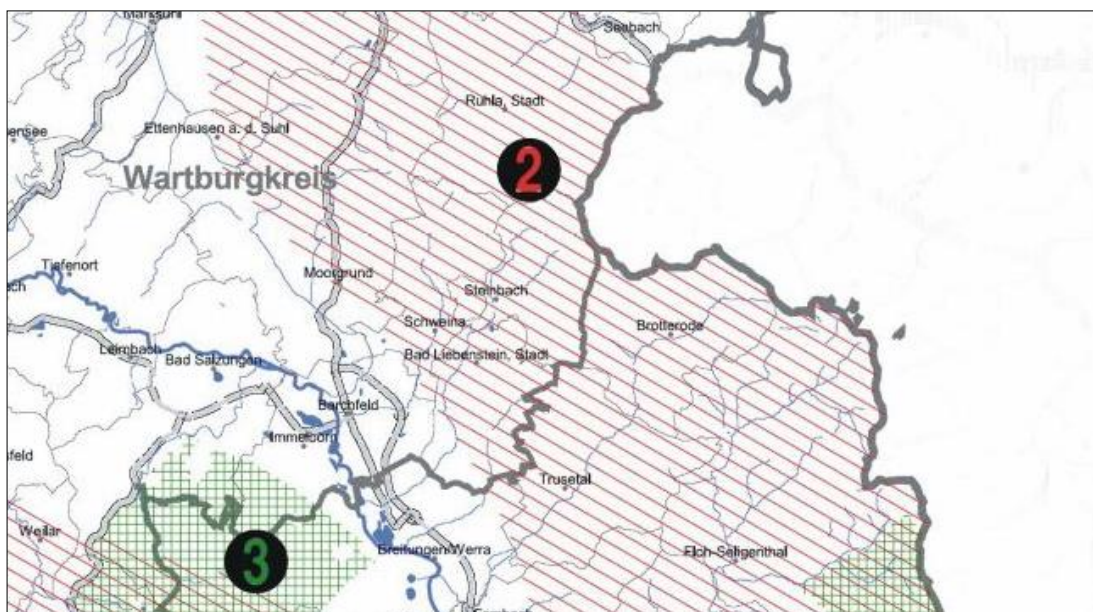 Marksuhl
Seebach
Ruhla, Stadt
Ettenhausen a. d. Suhl
2
Wartburgkreis
Tiefenort
Moorgrund
Steinbach
Schweina
Brotterode
Leimbach
Bad Salzungen
Bad Liebenstein, Stadt
Barchfeld
Immelborn
Trusetal
Weilar
Breitungen/Werra
Floh-Seligenthal
3